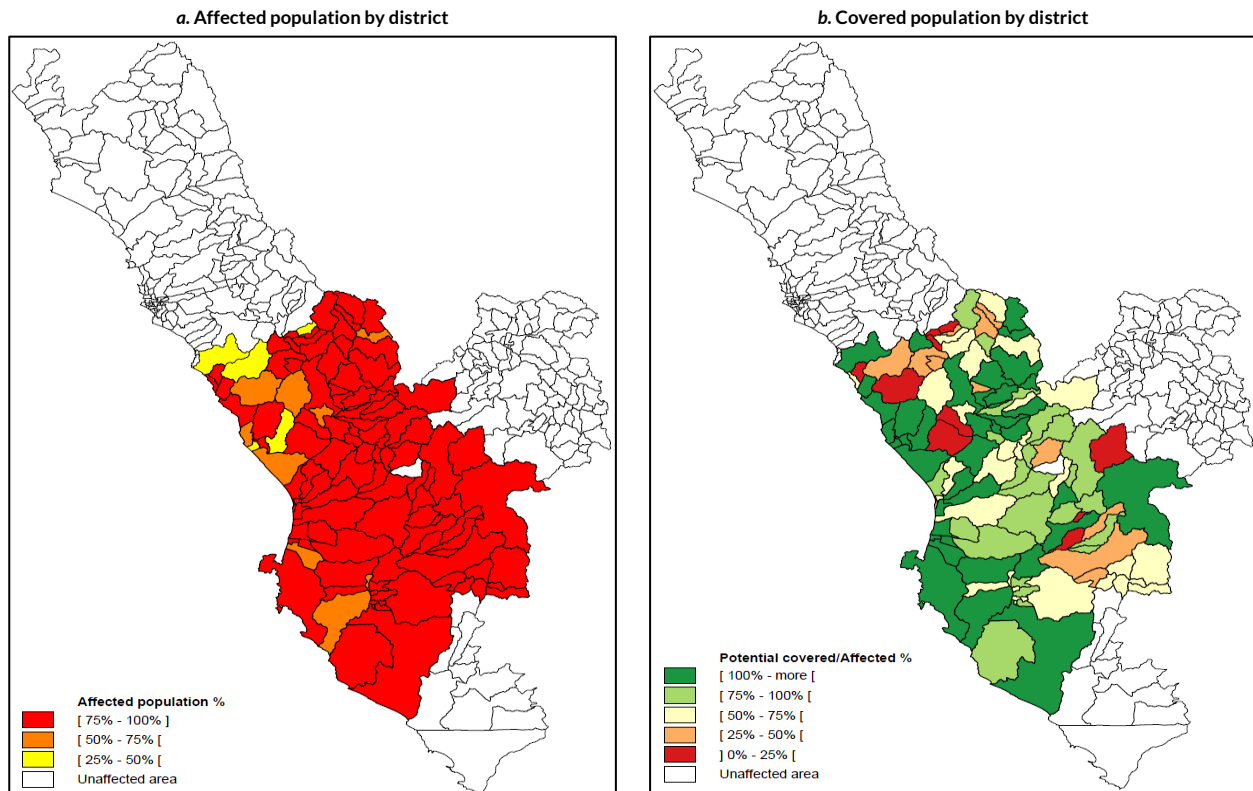 a. Affected population by district
Affected population %
[ 75% - 100% ]
[ 50% - 75% [
[ 25% - 50% [
Unaffected area
b. Covered population by district
Potential covered/Affected %
[ 100% - more [
[ 75% - 100% [
[ 50% - 75% [
[ 25% - 50% [
] 0% - 25% [
Unaffected area